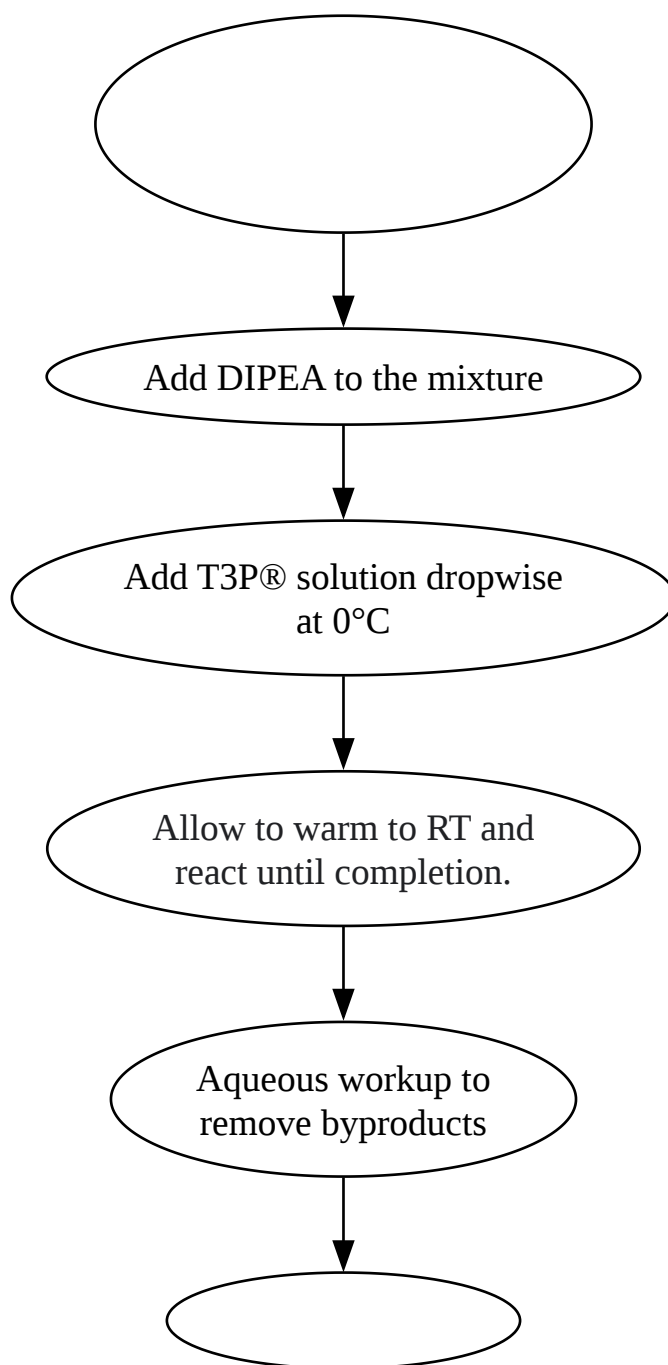 Add DIPEA to the mixture
Add T3P® solution dropwise
at 0°C
Allow to warm to RT and
react until completion.
Aqueous workup to
remove byproducts